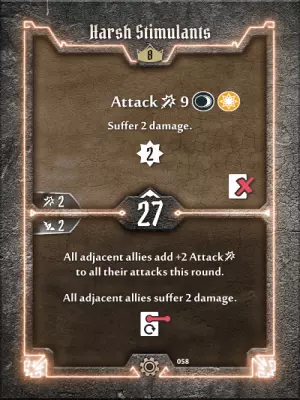 Harsh Stimulants
8
Attack 9
Suffer 2 damage.
2
2
27
2
All adjacent allies add +2 Attack
to all their attacks this round.
All adjacent allies suffer 2 damage.
058